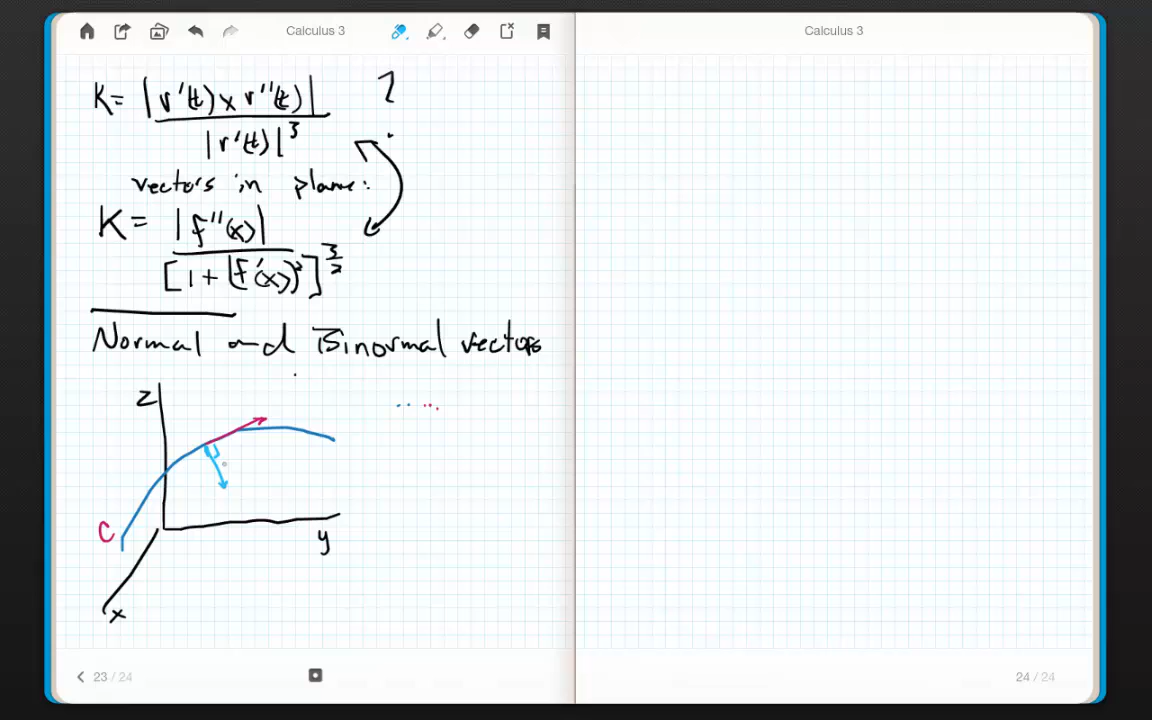 Calculus 3
K = |r'(t) x r''(t)| / |r'(t)|^3 ?
vectors in plane:
K = |f''(x)| / [1 + (f'(x))^2]^(3/2)
Normal and Binormal vectors
z
C
y
x
23 / 24
Calculus 3
24 / 24